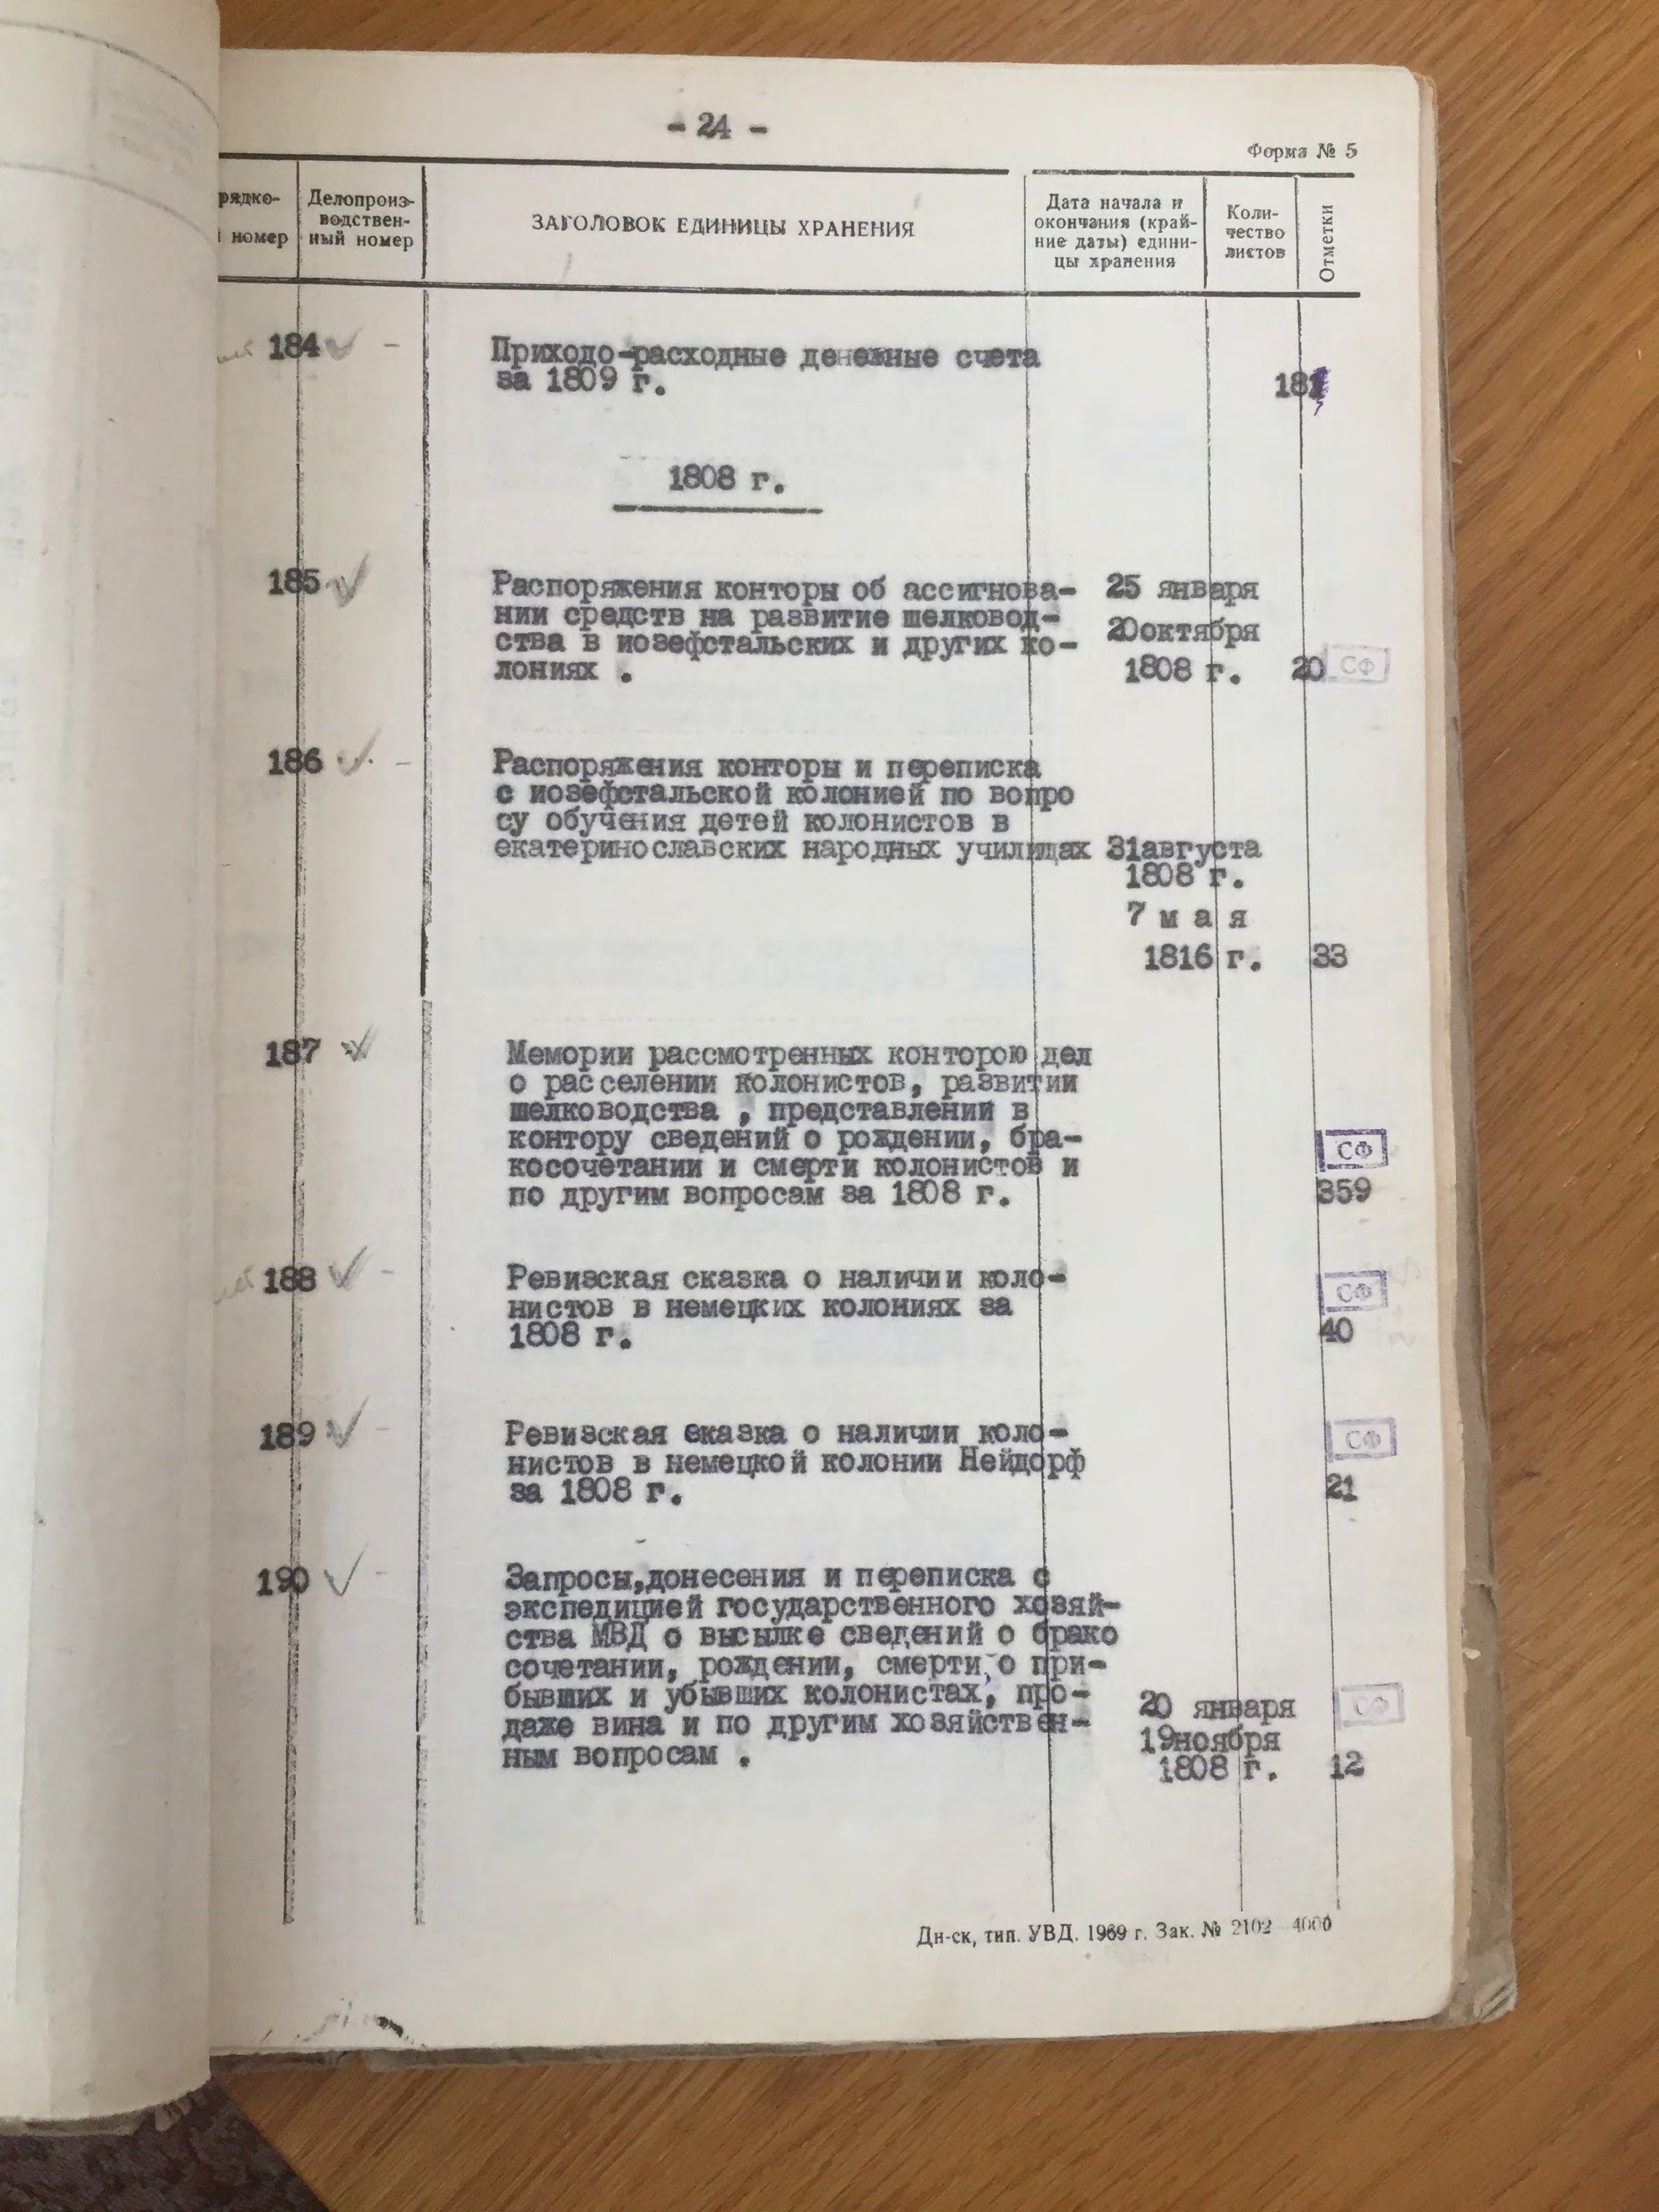 - 24 -
Форма № 5
рядко-
номер
Делопроиз-
водствен-
ный номер
ЗАГОЛОВОК ЕДИНИЦЫ ХРАНЕНИЯ
Дата начала и
окончания (край-
ние даты) едини-
цы хранения
Коли-
чество
листов
Отметки
184 -
Приходо-расходные денежные счета
за 1809 г.
1808 г.
185
Распоряжения конторы об ассигнова-
нии средств на развитие шелковод-
ства в иозефстальских и других ко-
лониях .
25 января
20октября
1808 г.
20
СФ
186 -
Распоряжения конторы и переписка
с иозефстальской колонией по вопро
су обучения детей колонистов в
екатеринославских народных училищах
31августа
1808 г.
7 м а я
1816 г.
33
187
Мемории рассмотренных конторою дел
о расселении колонистов, развитии
шелководства , представлений в
контору сведений о рождении, бра-
косочетании и смерти колонистов и
по другим вопросам за 1808 г.
СФ
359
188 -
Ревизская сказка о наличии коло-
нистов в немецких колониях за
1808 г.
СФ
40
189 -
Ревизская сказка о наличии коло-
нистов в немецкой колонии Нейдорф
за 1808 г.
СФ
21
190 -
Запросы,донесения и переписка с
экспедицией государственного хозяй-
ства МВД о высылке сведений о брако
сочетании, рождении, смерти,о при-
бывших и убывших колонистах, про-
даже вина и по другим хозяйствен-
ным вопросам .
20 января
19ноября
1808 г.
СФ
12
Дн-ск, тип. УВД. 1969 г. Зак. № 2102 4000